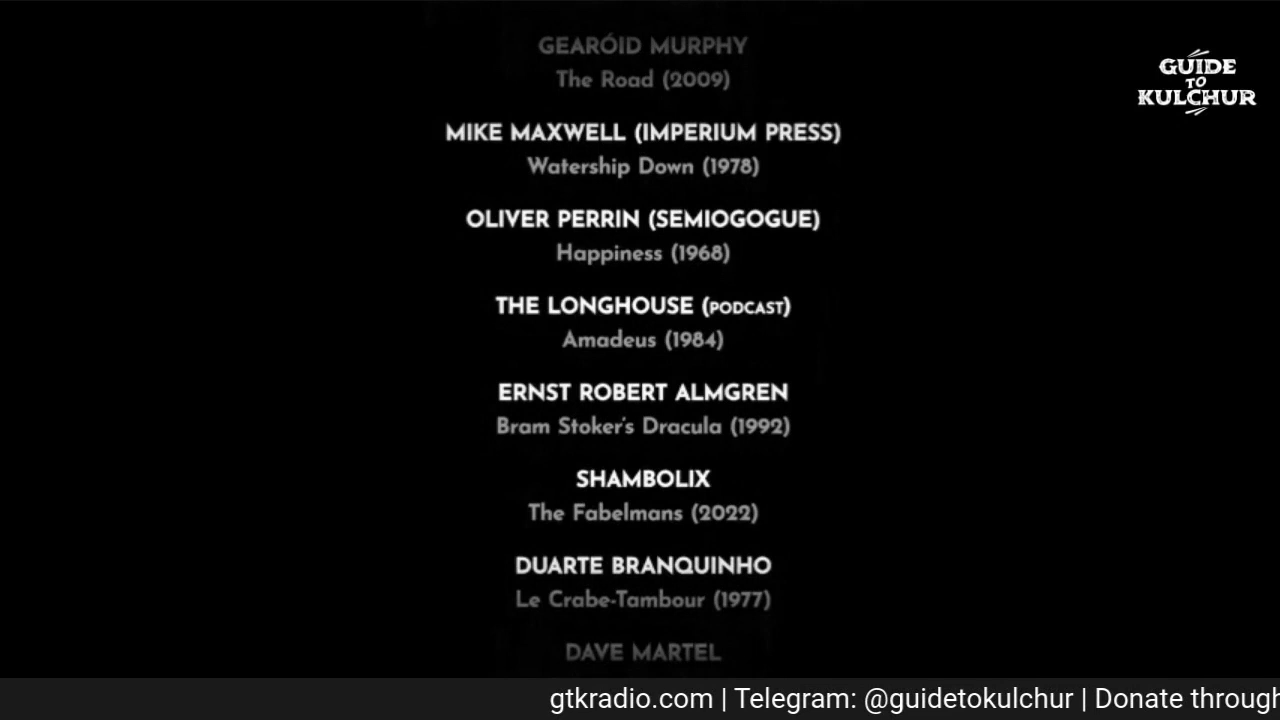 GEARÓID MURPHY
The Road (2009)
GUIDE
TO
KULCHUR
MIKE MAXWELL (IMPERIUM PRESS)
Watership Down (1978)
OLIVER PERRIN (SEMIOGOGUE)
Happiness (1968)
THE LONGHOUSE (PODCAST)
Amadeus (1984)
ERNST ROBERT ALMGREN
Bram Stoker's Dracula (1992)
SHAMBOLIX
The Fabelmans (2022)
DUARTE BRANQUINHO
Le Crabe-Tambour (1977)
DAVE MARTEL
gtkradio.com | Telegram: @guidetokulchur | Donate through